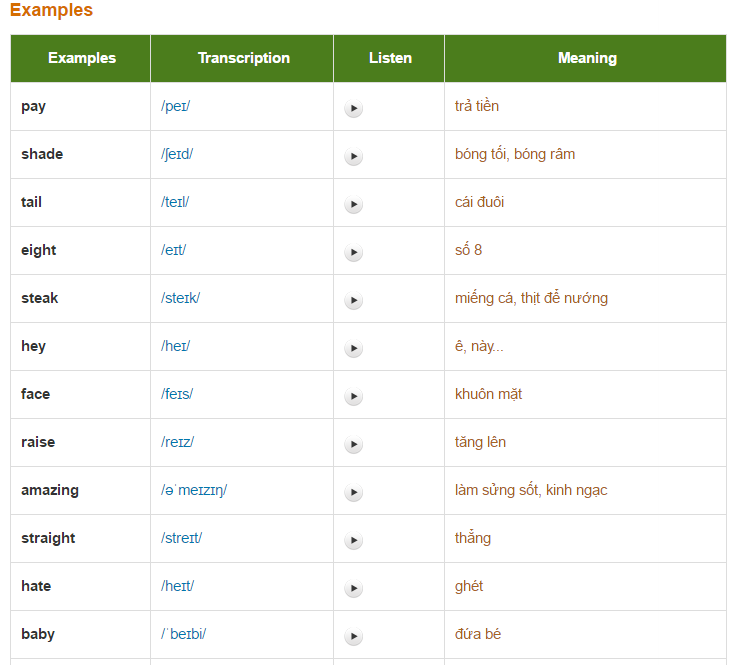 Examples
Examples Transcription Listen Meaning
pay /peɪ/ trả tiền
shade /ʃeɪd/ bóng tối, bóng râm
tail /teɪl/ cái đuôi
eight /eɪt/ số 8
steak /steɪk/ miếng cá, thịt để nướng
hey /heɪ/ ê, này...
face /feɪs/ khuôn mặt
raise /reɪz/ tăng lên
amazing /əˈmeɪzɪŋ/ làm sửng sốt, kinh ngạc
straight /streɪt/ thẳng
hate /heɪt/ ghét
baby /ˈbeɪbi/ đứa bé